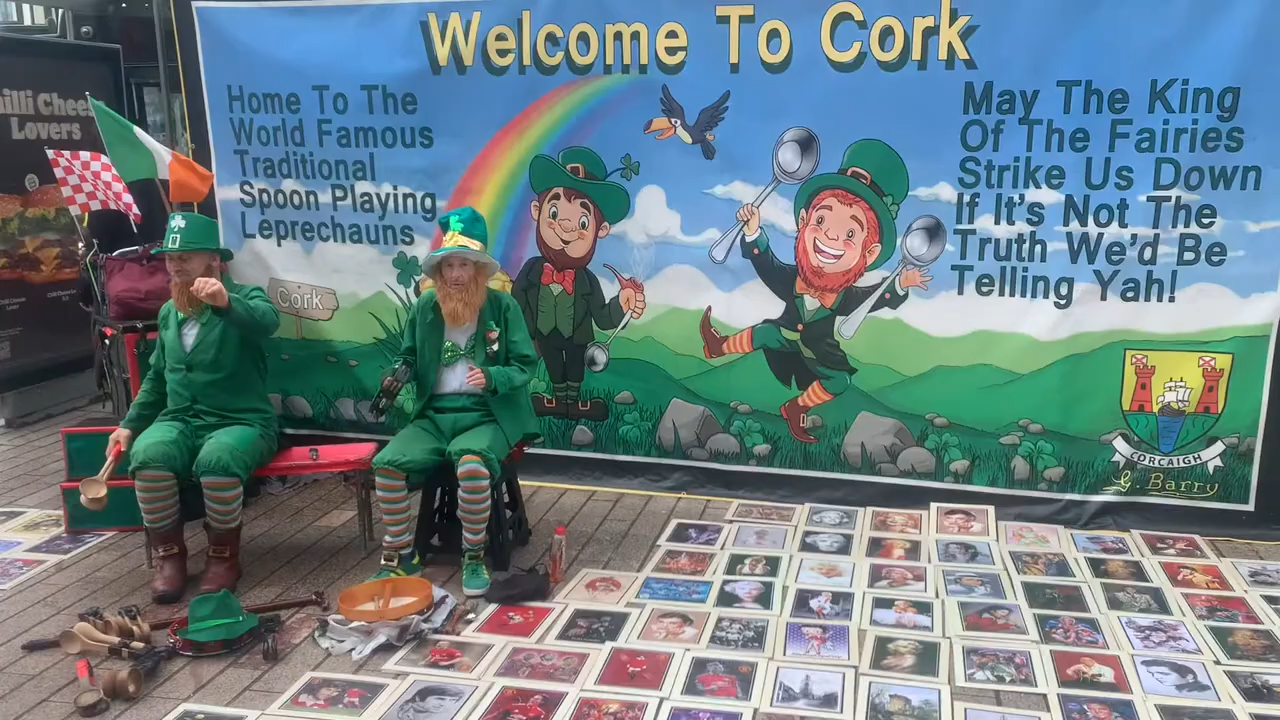 Welcome To Cork
Home To The
World Famous
Traditional
Spoon Playing
Leprechauns
May The King
Of The Fairies
Strike Us Down
If It's Not The
Truth We'd Be
Telling Yah!
Cork
CORCAIGH
G. Barry
illi Chee
Lovers